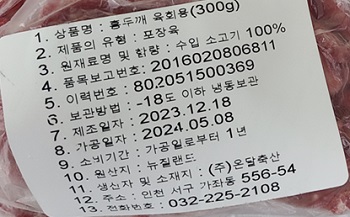 1. 상품명 : 홍두깨 육회용(300g)
2. 제품의 유형 : 포장육
3. 원재료명 및 함량 : 수입 소고기 100%
4. 품목보고번호 : 2016020806811
5. 이력번호 : 802051500369
6. 보관방법 : -18도 이하 냉동보관
7. 제조일자 : 2023.12.18
8. 가공일자 : 2024.05.08
9. 소비기간 : 가공일로부터 1년
10. 원산지 : 뉴질랜드
11. 생산자 및 소재지 : (주)온달축산
12. 주소 : 인천 서구 가좌동 556-54
13. 전화번호 : 032-225-2108